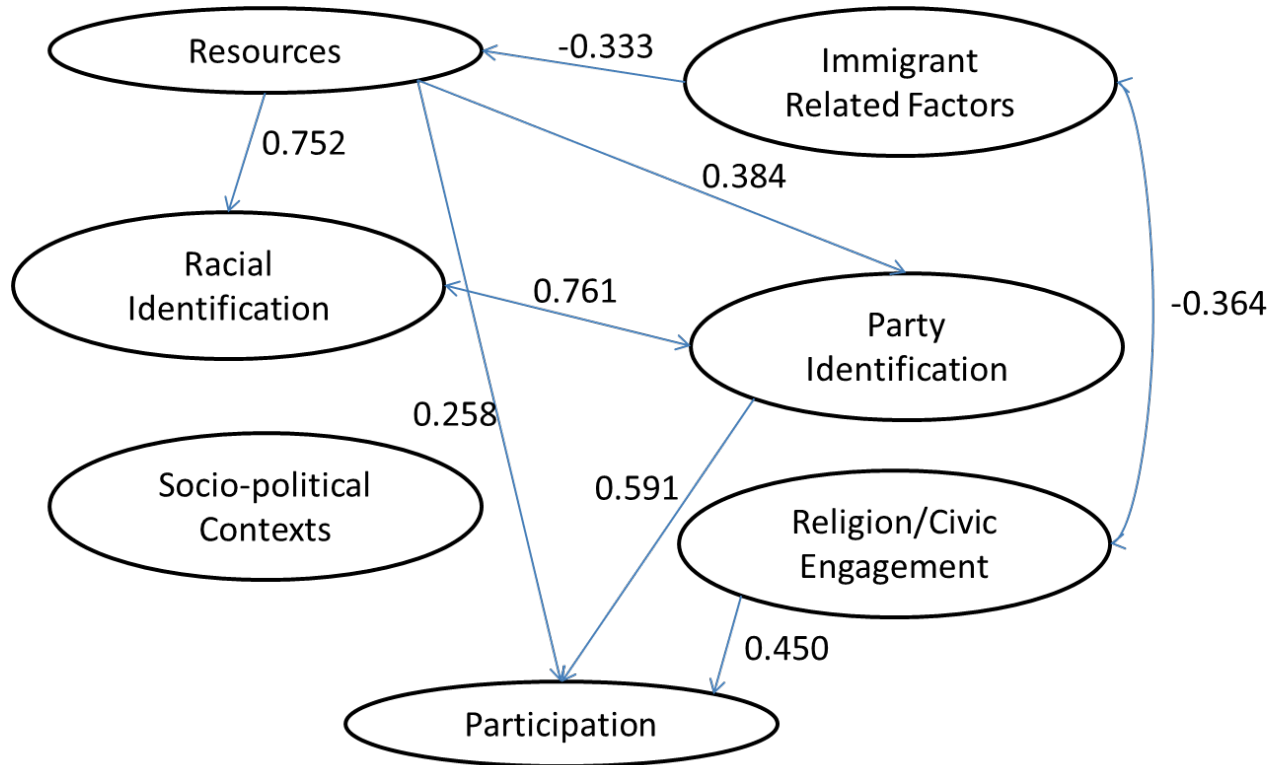 Resources
-0.333
Immigrant
Related Factors
0.752
0.384
Racial
Identification
0.761
-0.364
Party
Identification
0.258
Socio-political
Contexts
0.591
Religion/Civic
Engagement
0.450
Participation